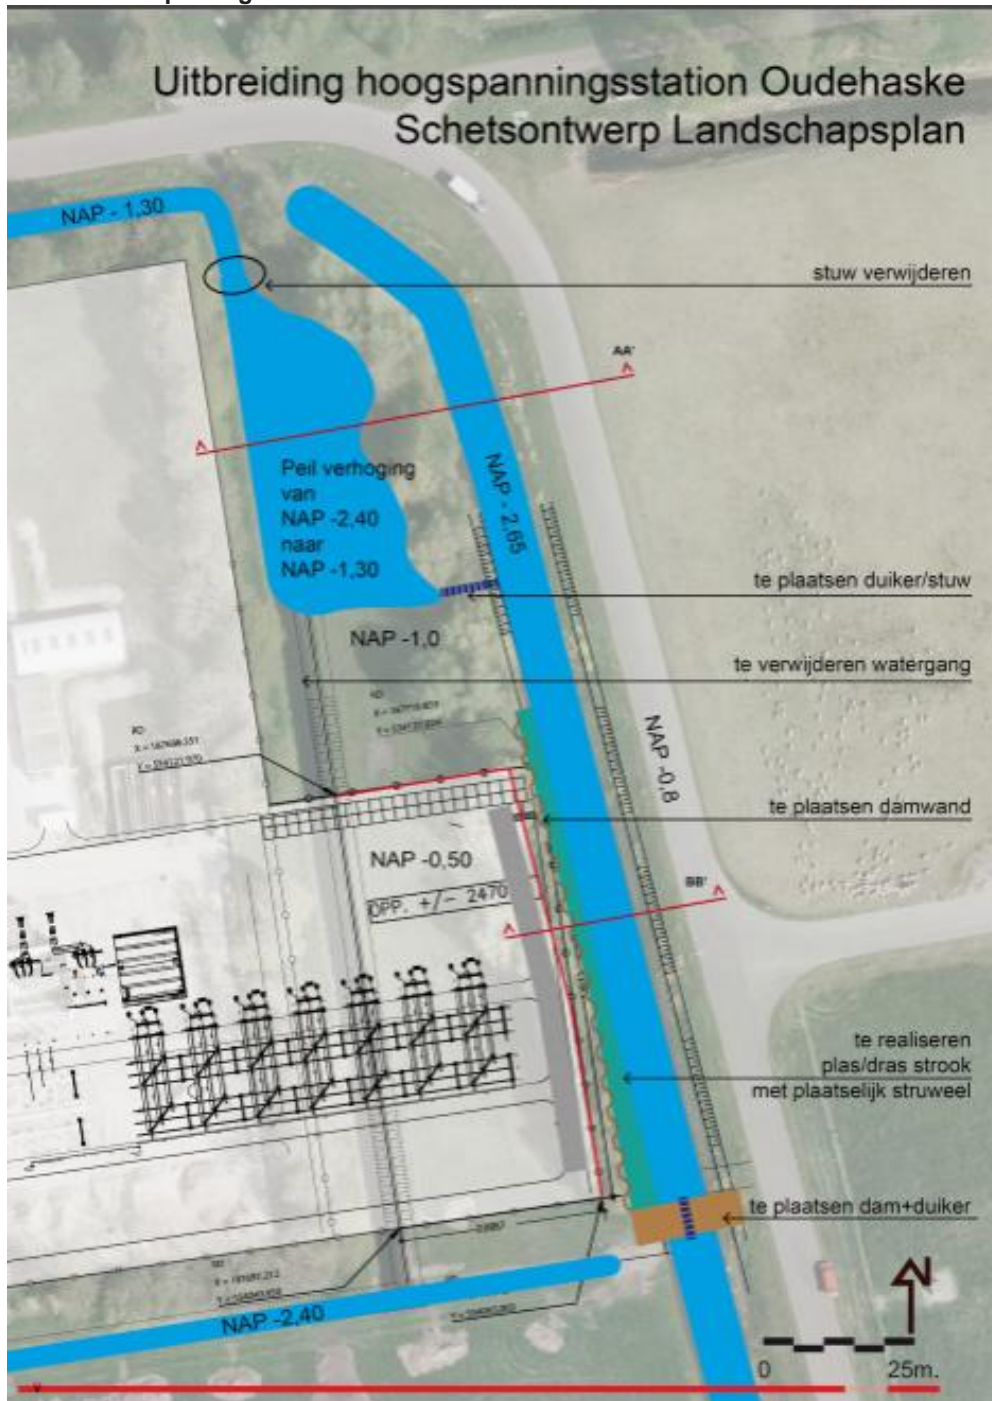 Uitbreiding hoogspanningsstation Oudehaske
Schetsontwerp Landschapsplan
NAP - 1,30
stuw verwijderen
AA'
Peil verhoging
van
NAP -2,40
naar
NAP -1,30
NAP - 2,65
te plaatsen duiker/stuw
NAP -1,0
te verwijderen watergang
NAP -0,8
te plaatsen damwand
NAP -0,50
OPP. +/- 2470
BB'
te realiseren
plas/dras strook
met plaatselijk struweel
te plaatsen dam+duiker
NAP -2,40
N
0 25m.